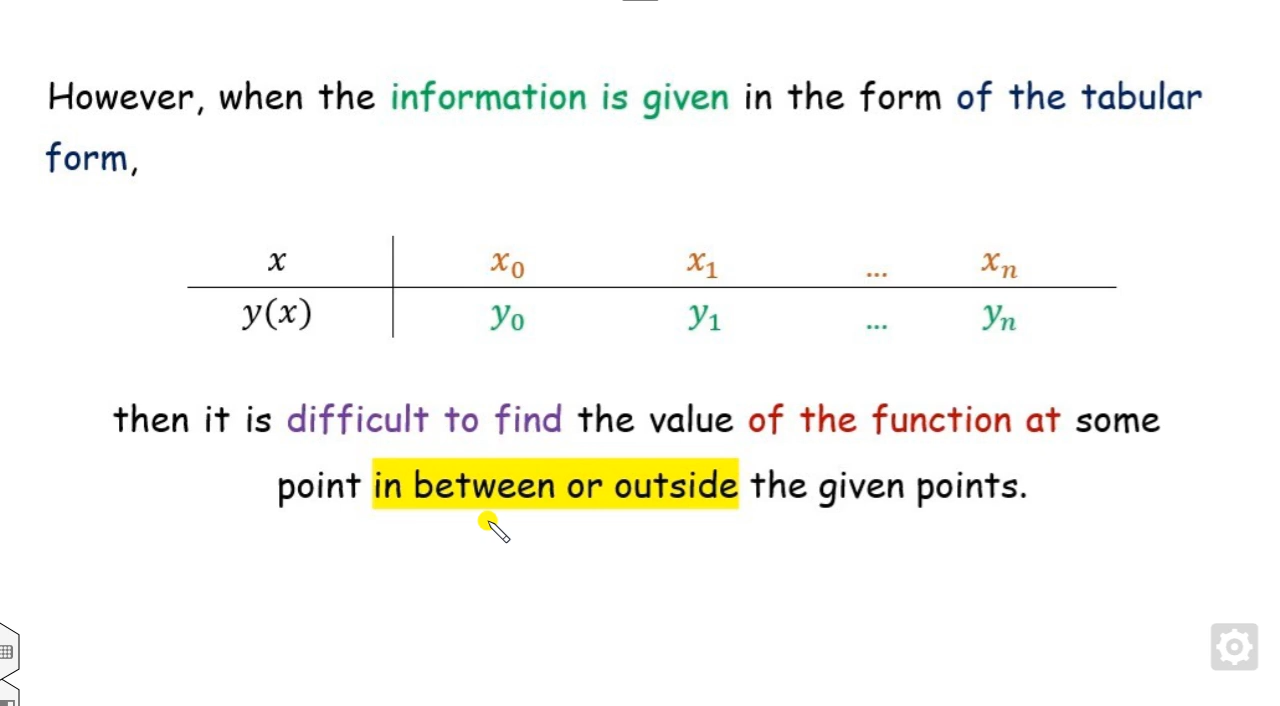 However, when the information is given in the form of the tabular
form,
x x₀ x₁ ... xₙ
y(x) y₀ y₁ ... yₙ
then it is difficult to find the value of the function at some
point in between or outside the given points.